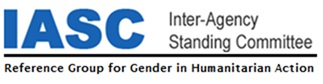 IASC Inter-Agency
Standing Committee
Reference Group for Gender in Humanitarian Action